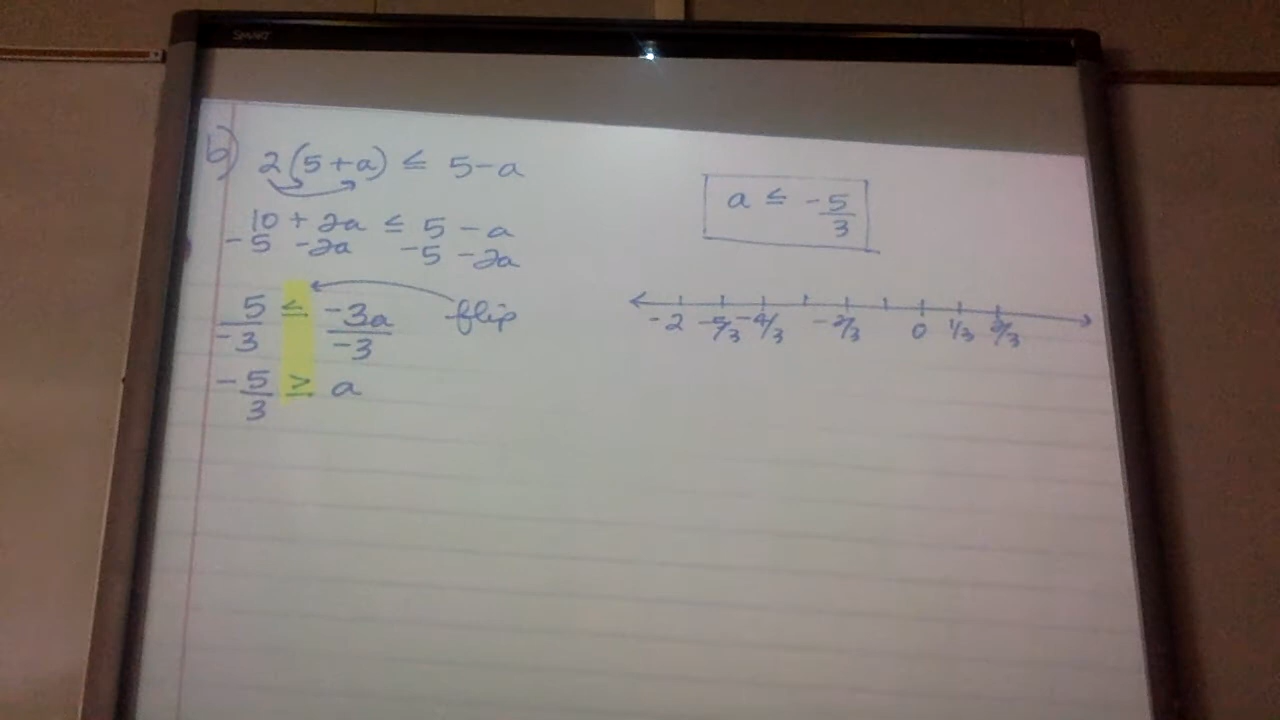 SMART
b) 2(5+a) ≤ 5-a
10 + 2a ≤ 5 - a
-5 -2a -5 -2a
5/-3 ≤ -3a/-3 flip
-5/3 ≥ a
a ≤ -5/3
-2 -5/3 -4/3 -2/3 0 1/3 2/3